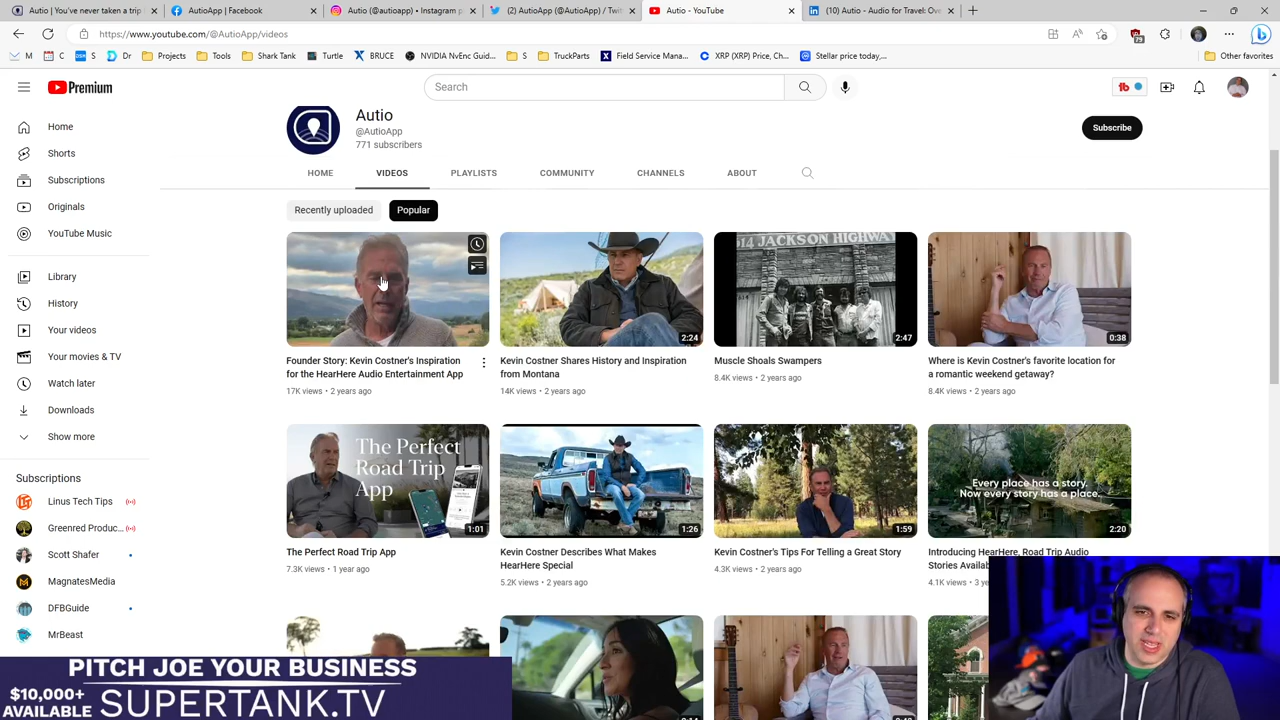 Autio | You've never taken a trip l
AutioApp | Facebook
Autio (@autioapp) • Instagram p
(2) AutioApp (@AutioApp) / Twit
Autio - YouTube
(10) Autio - Audio for Travel: Ove
https://www.youtube.com/@AutioApp/videos
79
M
C
S
Dr
Projects
Tools
Shark Tank
Turtle
BRUCE
NVIDIA NvEnc Guid...
S
TruckParts
Field Service Mana...
XRP (XRP) Price, Ch...
Stellar price today,...
Other favorites
Premium
Search
tb
Home
Shorts
Subscriptions
Originals
YouTube Music
Library
History
Your videos
Your movies & TV
Watch later
Downloads
Show more
Subscriptions
Linus Tech Tips
Greenred Produc...
Scott Shafer
MagnatesMedia
DFBGuide
MrBeast
Autio
@AutioApp
771 subscribers
Subscribe
HOME
VIDEOS
PLAYLISTS
COMMUNITY
CHANNELS
ABOUT
Recently uploaded
Popular
Founder Story: Kevin Costner's Inspiration
for the HearHere Audio Entertainment App
17K views • 2 years ago
2:24
Kevin Costner Shares History and Inspiration
from Montana
14K views • 2 years ago
14 JACKSON HIGHWAY
2:47
Muscle Shoals Swampers
8.4K views • 2 years ago
0:38
Where is Kevin Costner's favorite location for
a romantic weekend getaway?
8.4K views • 2 years ago
The Perfect
Road Trip
App
1:01
The Perfect Road Trip App
7.3K views • 1 year ago
1:26
Kevin Costner Describes What Makes
HearHere Special
5.2K views • 2 years ago
1:59
Kevin Costner's Tips For Telling a Great Story
4.3K views • 2 years ago
Every place has a story.
Now every story has a place.
2:20
Introducing HearHere, Road Trip Audio
Stories Availa
4.1K views • 3 ye
PITCH JOE YOUR BUSINESS
$10,000+
AVAILABLE
SUPERTANK.TV